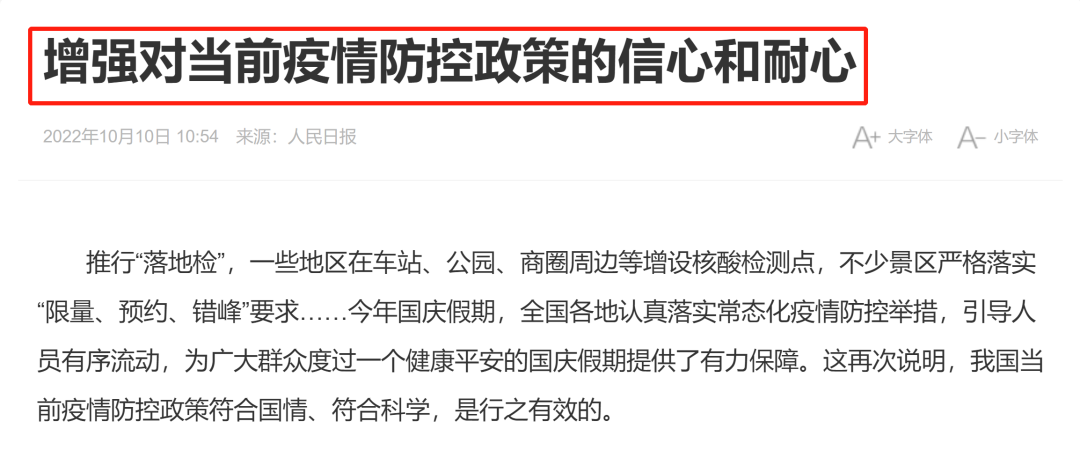 增强对当前疫情防控政策的信心和耐心
2022年10月10日 10:54 来源：人民日报 A+ 大字体 A- 小字体
推行“落地检”，一些地区在车站、公园、商圈周边等增设核酸检测点，不少景区严格落实
“限量、预约、错峰”要求……今年国庆假期，全国各地认真落实常态化疫情防控举措，引导人
员有序流动，为广大群众度过一个健康平安的国庆假期提供了有力保障。这再次说明，我国当
前疫情防控政策符合国情、符合科学，是行之有效的。